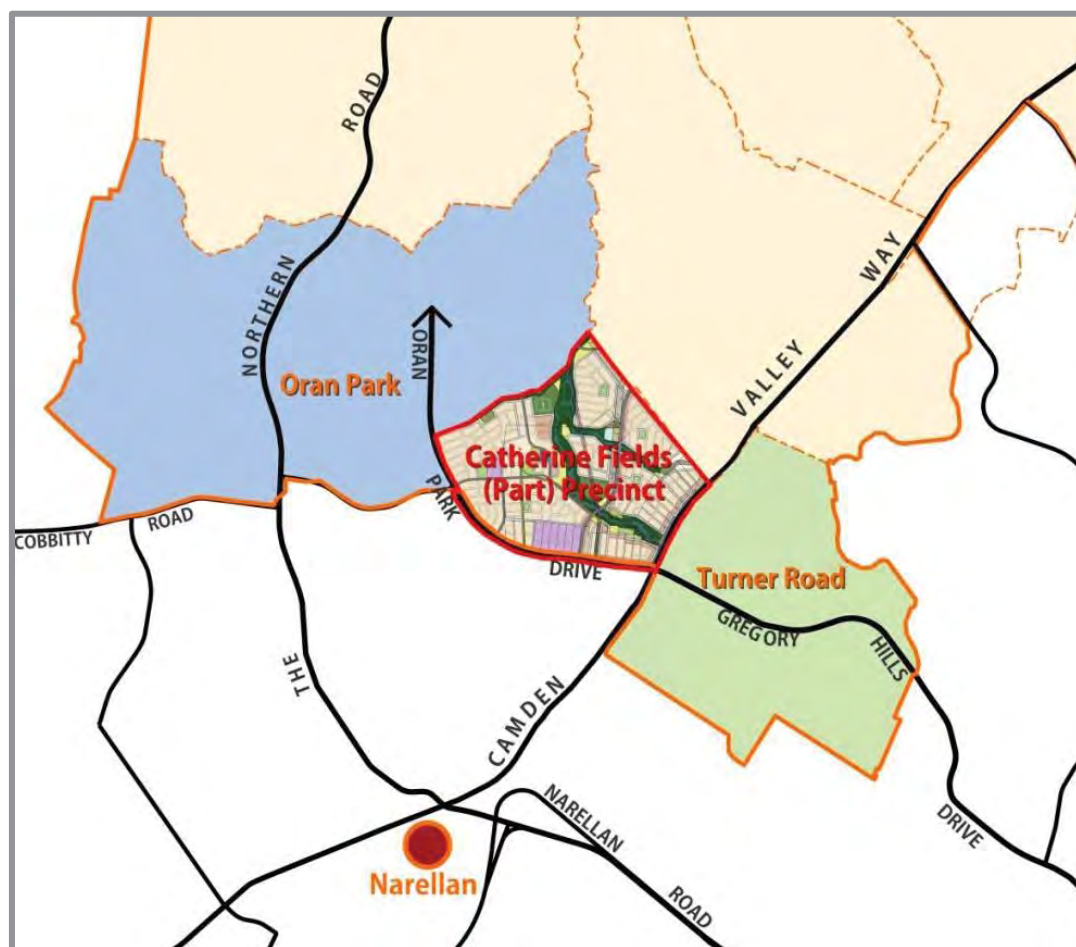 ROAD
NORTHERN
ORAN
Oran Park
VALLEY WAY
Catherine Fields
(Part) Precinct
PARK
COBBITTY
ROAD
DRIVE
Turner Road
GREGORY
HILLS
THE
CAMDEN
NARELLAN
DRIVE
Narellan
ROAD